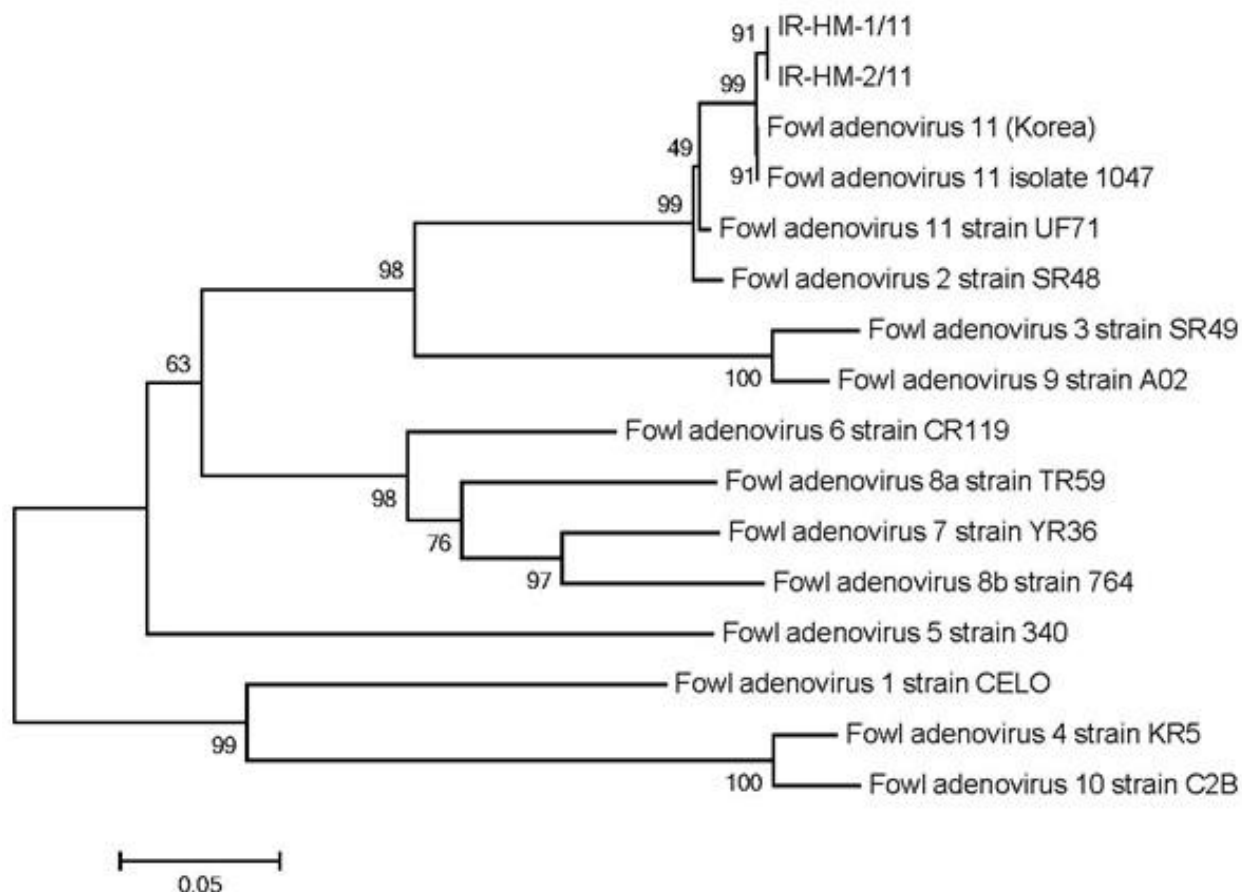 91
IR-HM-1/11
IR-HM-2/11
99
Fowl adenovirus 11 (Korea)
49
91
Fowl adenovirus 11 isolate 1047
99
Fowl adenovirus 11 strain UF71
98
Fowl adenovirus 2 strain SR48
Fowl adenovirus 3 strain SR49
63
100
Fowl adenovirus 9 strain A02
Fowl adenovirus 6 strain CR119
98
Fowl adenovirus 8a strain TR59
76
Fowl adenovirus 7 strain YR36
97
Fowl adenovirus 8b strain 764
Fowl adenovirus 5 strain 340
Fowl adenovirus 1 strain CELO
99
Fowl adenovirus 4 strain KR5
100
Fowl adenovirus 10 strain C2B
0.05